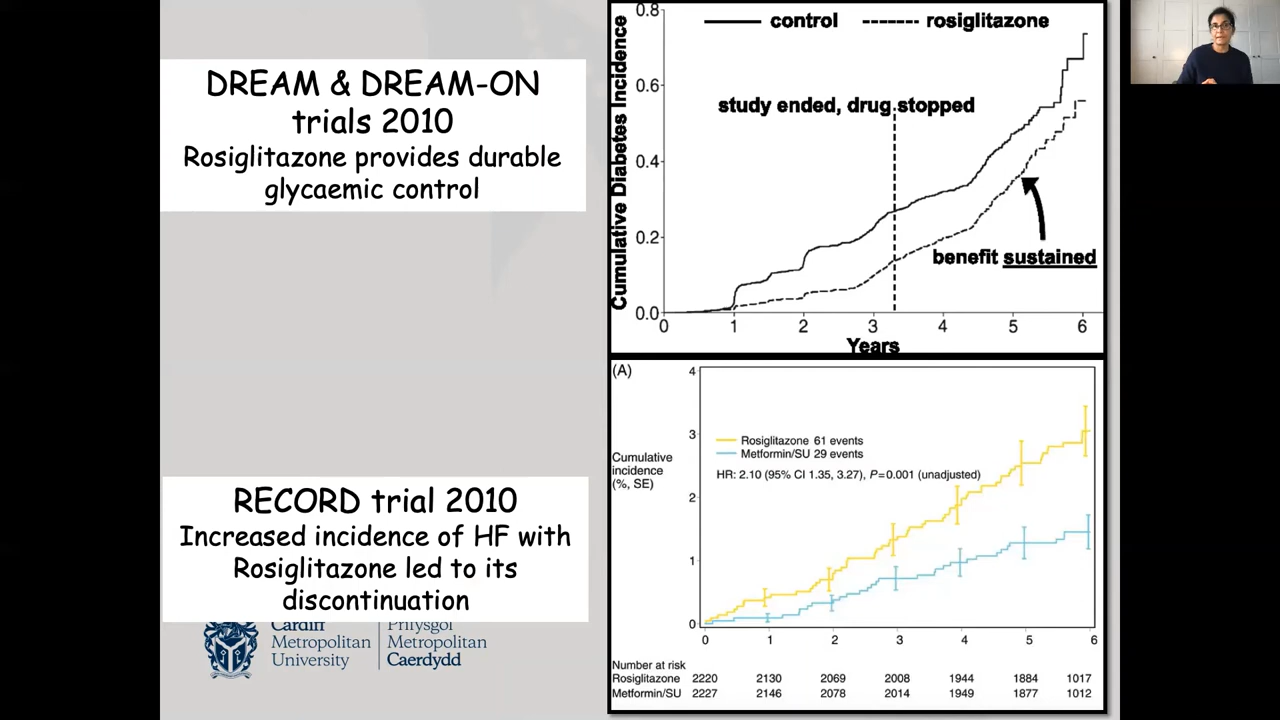 DREAM & DREAM-ON
trials 2010
Rosiglitazone provides durable
glycaemic control
RECORD trial 2010
Increased incidence of HF with
Rosiglitazone led to its
discontinuation
Cardiff
Metropolitan
University
Prifysgol
Metropolitan
Caerdydd
control
rosiglitazone
study ended, drug stopped
benefit sustained
Cumulative Diabetes Incidence
0.8
0.6
0.4
0.2
0.0
0 1 2 3 4 5 6
Years
(A)
Cumulative
incidence
(%, SE)
4
3
2
1
0
Rosiglitazone 61 events
Metformin/SU 29 events
HR: 2.10 (95% CI 1.35, 3.27), P=0.001 (unadjusted)
0 1 2 3 4 5 6
Number at risk
Rosiglitazone 2220 2130 2069 2008 1944 1884 1017
Metformin/SU 2227 2146 2078 2014 1949 1877 1012